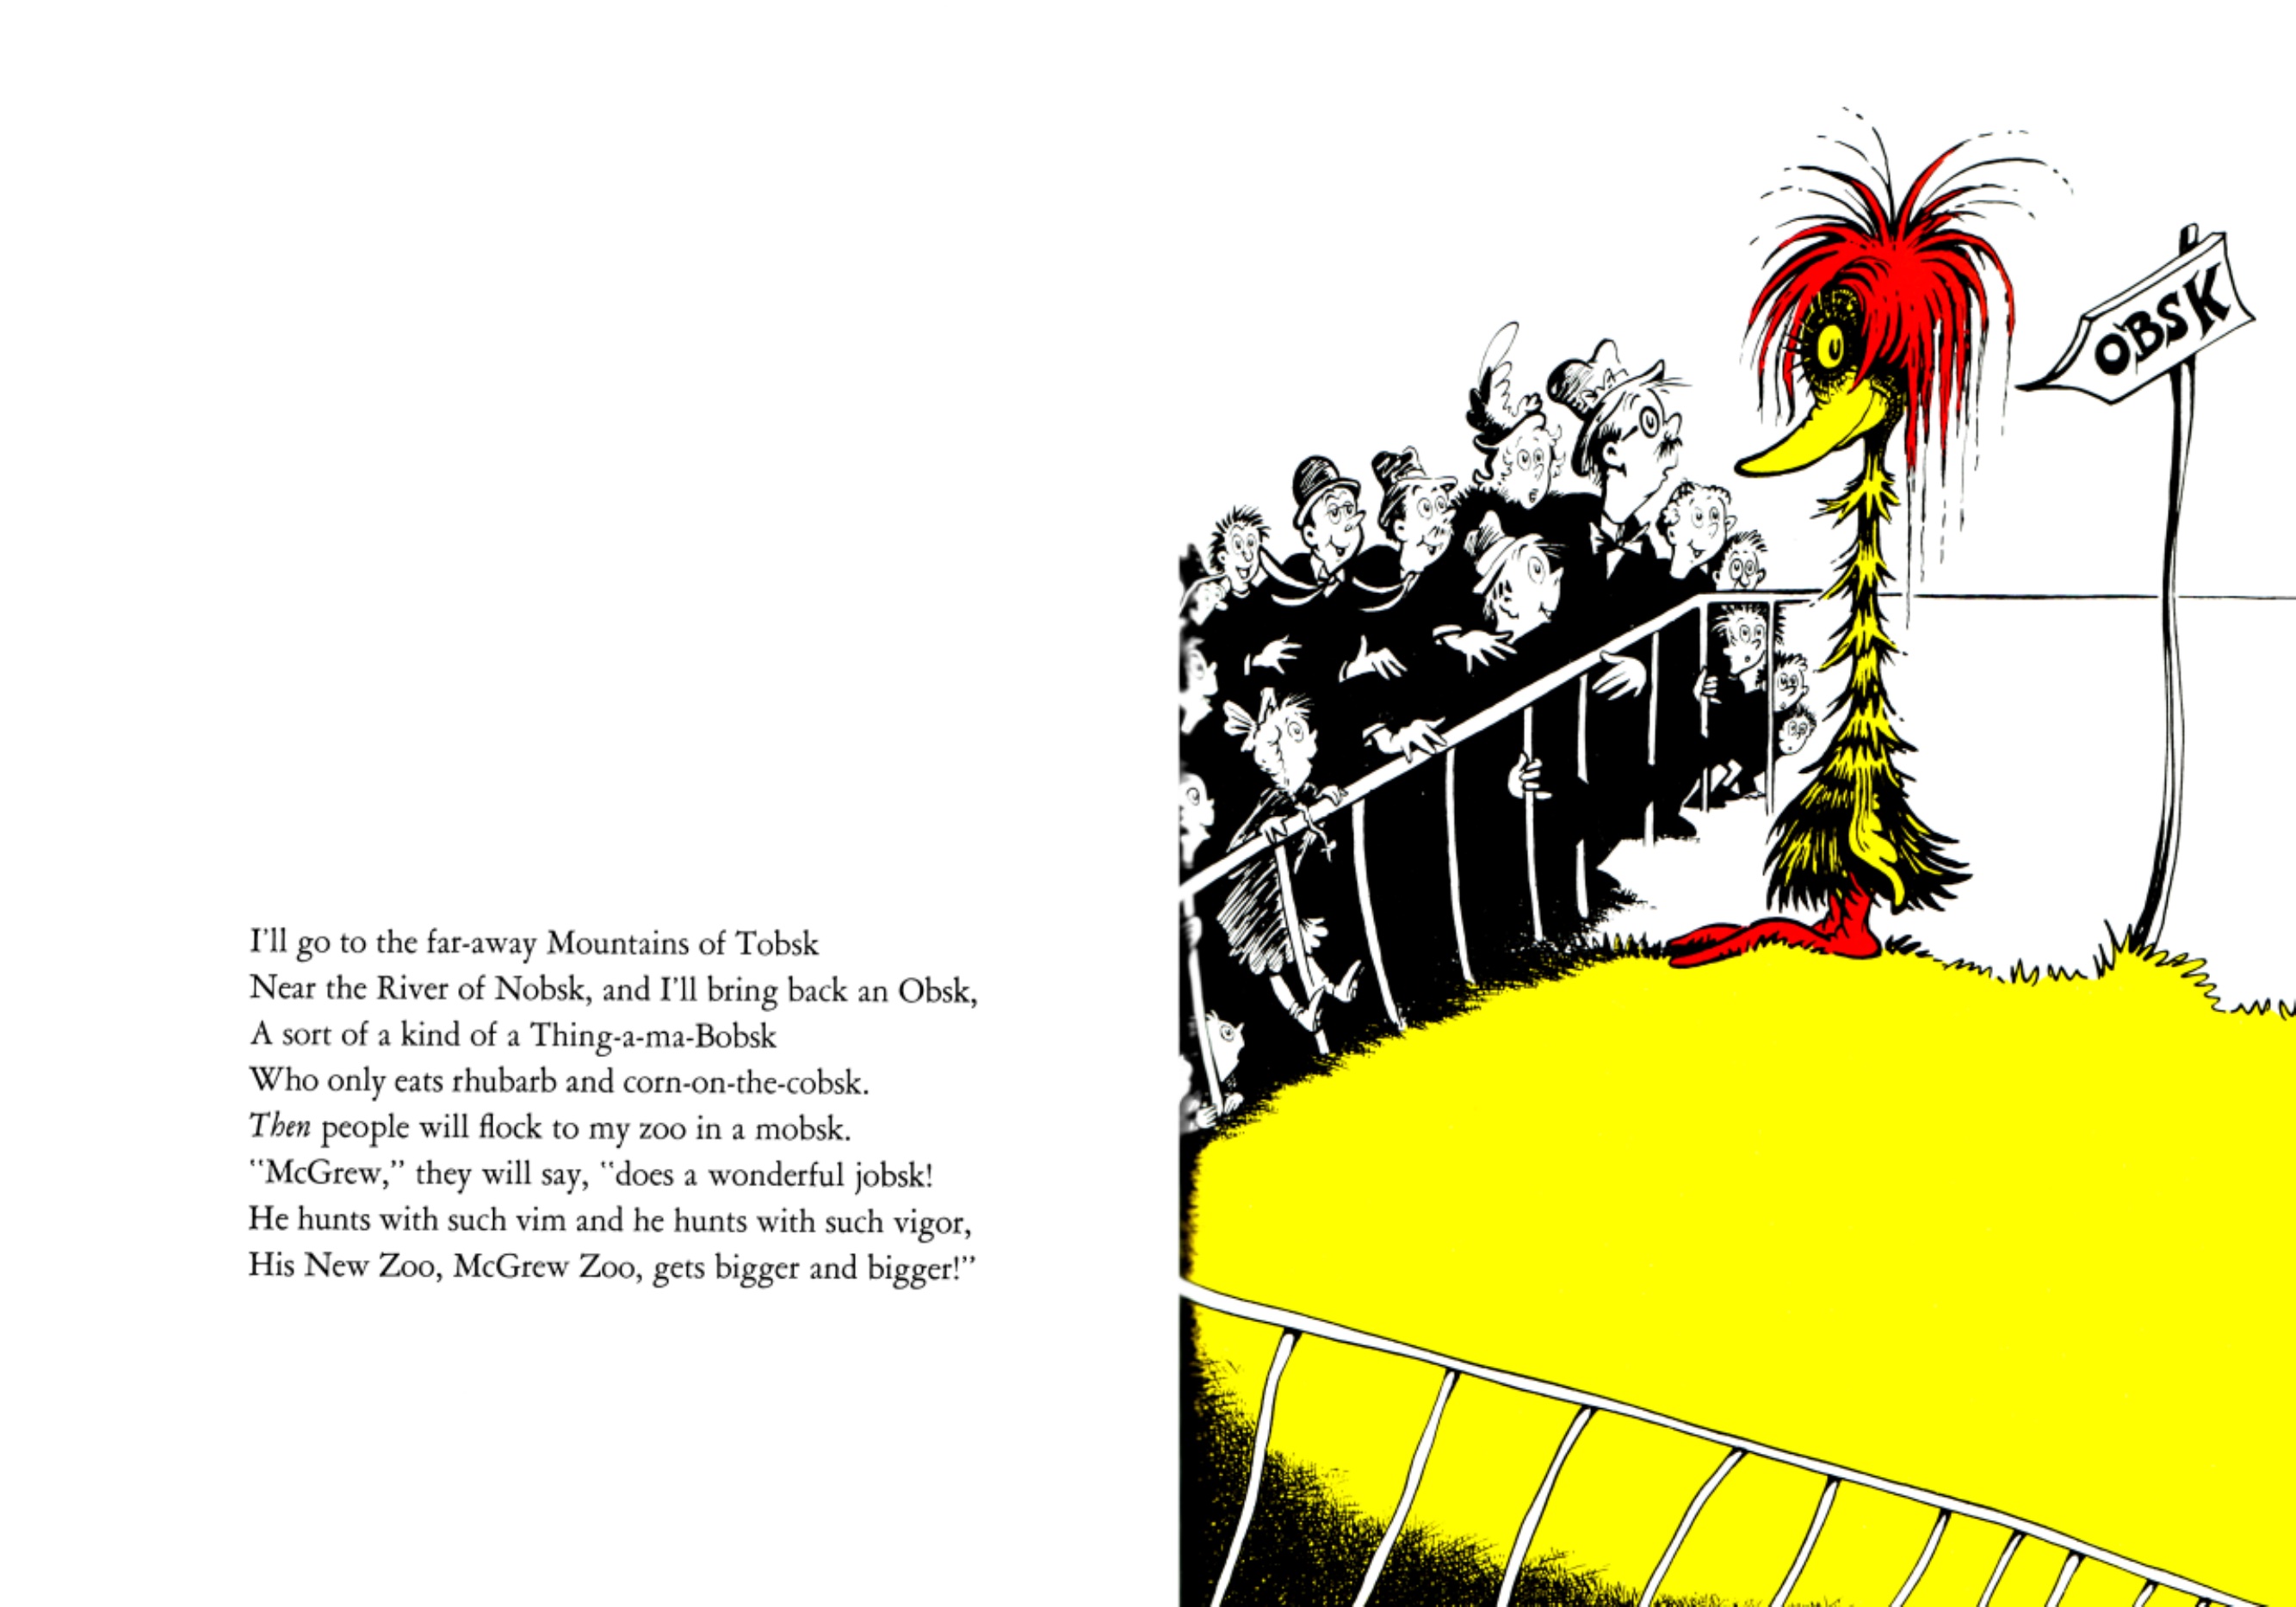 I'll go to the far-away Mountains of Tobsk
Near the River of Nobsk, and I'll bring back an Obsk,
A sort of a kind of a Thing-a-ma-Bobsk
Who only eats rhubarb and corn-on-the-cobsk.
Then people will flock to my zoo in a mobsk.
“McGrew,” they will say, “does a wonderful jobsk!
He hunts with such vim and he hunts with such vigor,
His New Zoo, McGrew Zoo, gets bigger and bigger!”
OBSK